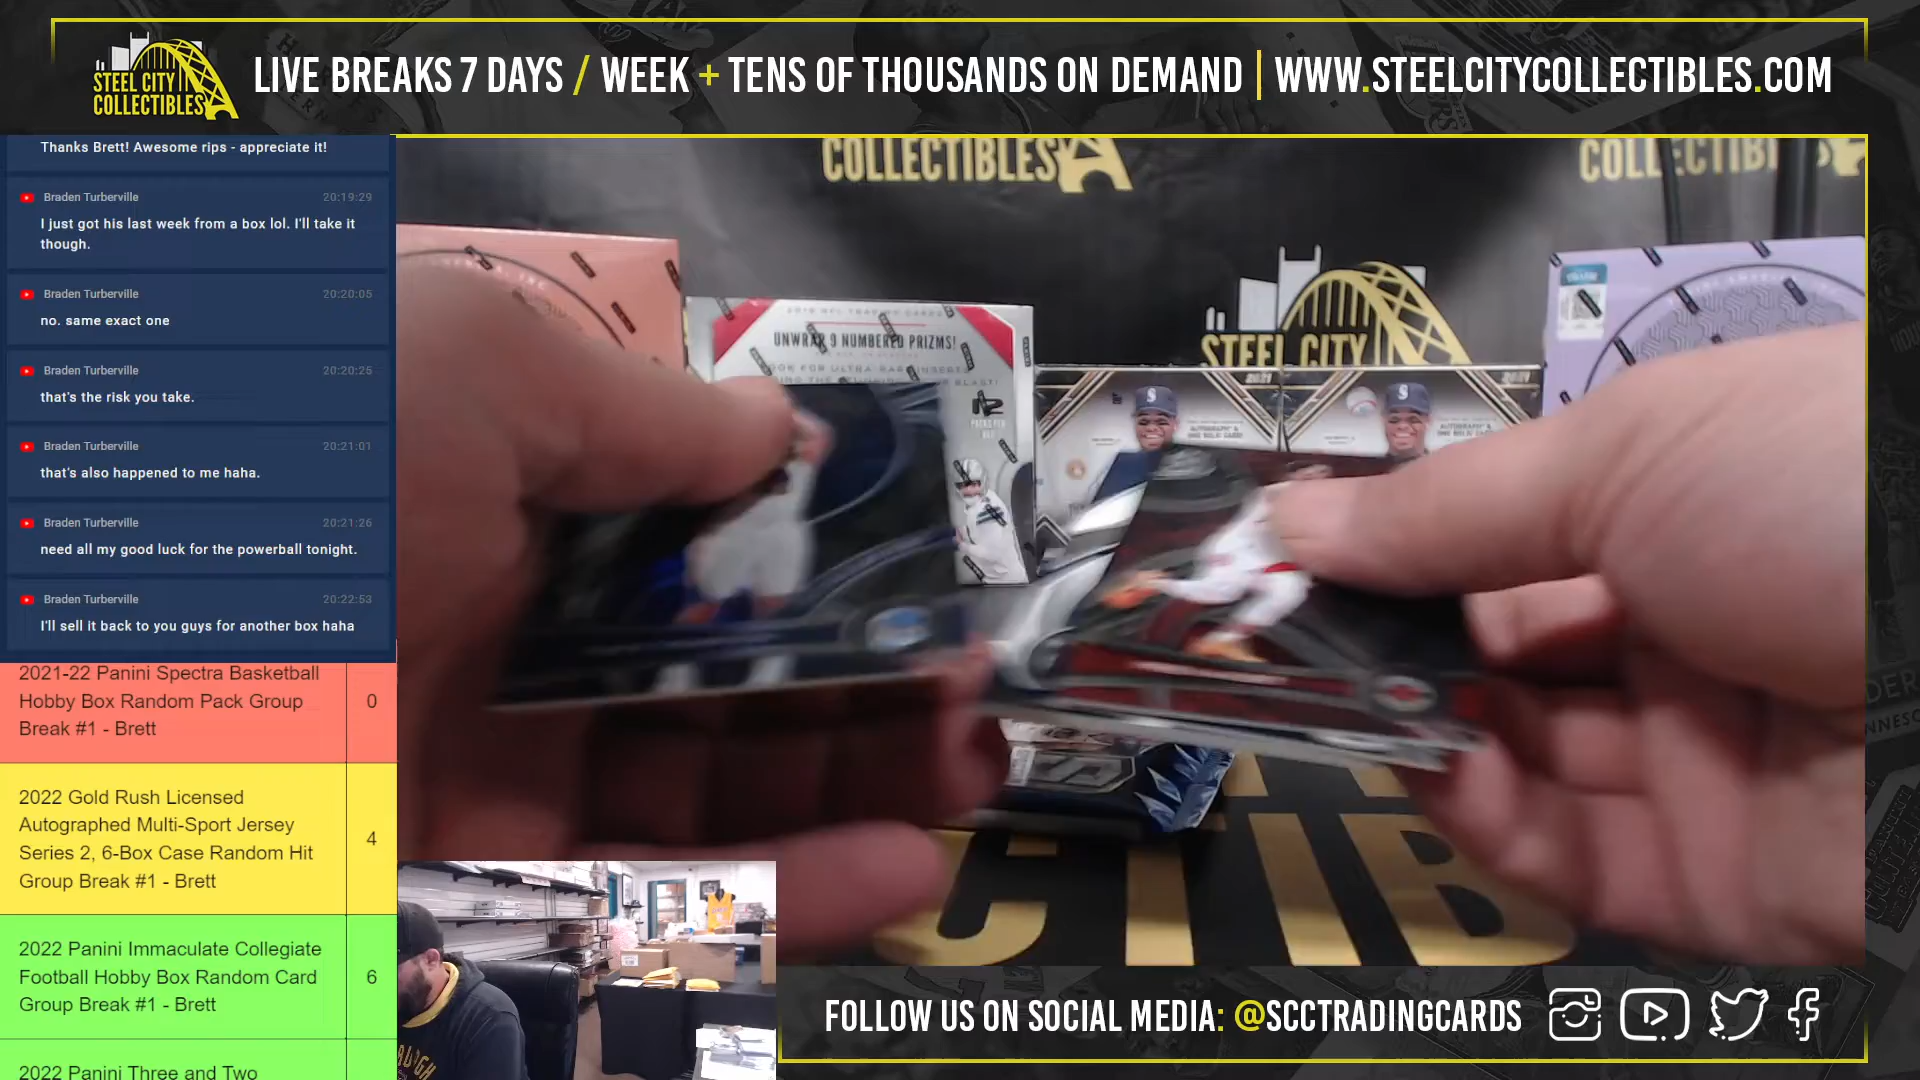 STEEL CITY
COLLECTIBLES
LIVE BREAKS 7 DAYS / WEEK + TENS OF THOUSANDS ON DEMAND | WWW.STEELCITYCOLLECTIBLES.COM
Thanks Brett! Awesome rips - appreciate it!
Braden Turberville 20:19:29
I just got his last week from a box lol. I'll take it
though.
Braden Turberville 20:20:05
no. same exact one
Braden Turberville 20:20:25
that's the risk you take.
Braden Turberville 20:21:01
that's also happened to me haha.
Braden Turberville 20:21:26
need all my good luck for the powerball tonight.
Braden Turberville 20:22:53
I'll sell it back to you guys for another box haha
2021-22 Panini Spectra Basketball
Hobby Box Random Pack Group
Break #1 - Brett
0
2022 Gold Rush Licensed
Autographed Multi-Sport Jersey
Series 2, 6-Box Case Random Hit
Group Break #1 - Brett
4
2022 Panini Immaculate Collegiate
Football Hobby Box Random Card
Group Break #1 - Brett
6
2022 Panini Three and Two
COLLECTIBLES
UNWRAP 9 NUMBERED PRIZMS!
12
STEEL CITY
2021
2021
CTIB
FOLLOW US ON SOCIAL MEDIA: @SCCTRADINGCARDS